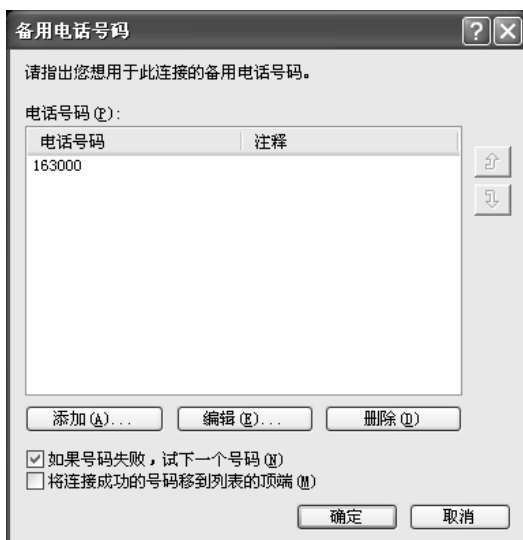 备用电话号码
请指出您想用于此连接的备用电话号码。
电话号码(P):
电话号码 注释
163000
添加(A)... 编辑(E)... 删除(D)
如果号码失败，试下一个号码(N)
将连接成功的号码移到列表的顶端(M)
确定 取消